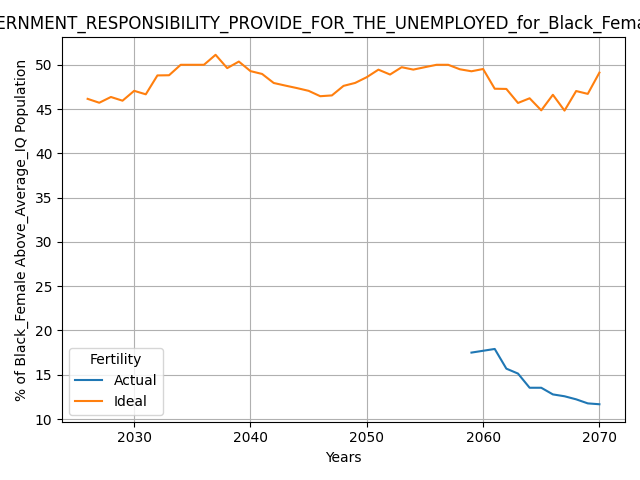 ERNMENT_RESPONSIBILITY_PROVIDE_FOR_THE_UNEMPLOYED_for_Black_Fema
% of Black_Female Above_Average_IQ Population
50
45
40
35
30
25
20
15
10
Fertility
Actual
Ideal
2030 2040 2050 2060 2070
Years